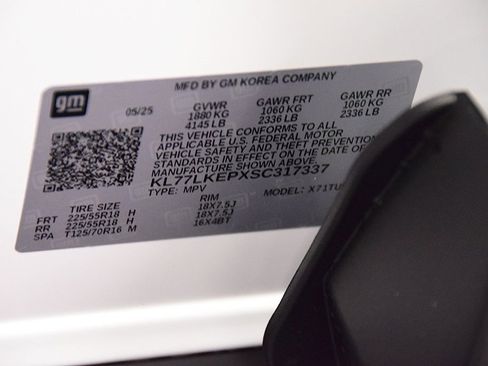 gm
MFD BY GM KOREA COMPANY
05/25 GVWR GAWR FRT GAWR RR
1880 KG 1060 KG 1060 KG
4145 LB 2336 LB 2336 LB
THIS VEHICLE CONFORMS TO ALL
APPLICABLE U.S. FEDERAL MOTOR
VEHICLE SAFETY AND THEFT PREVENTION
STANDARDS IN EFFECT ON THE DATE OF
MANUFACTURE SHOWN ABOVE.
KL77LKEPXSC317337
TYPE: MPV MODEL: X71TU
TIRE SIZE RIM
FRT 225/55R18 H 18X7.5J
RR 225/55R18 H 18X7.5J
SPA T125/70R16 M 16X4BT